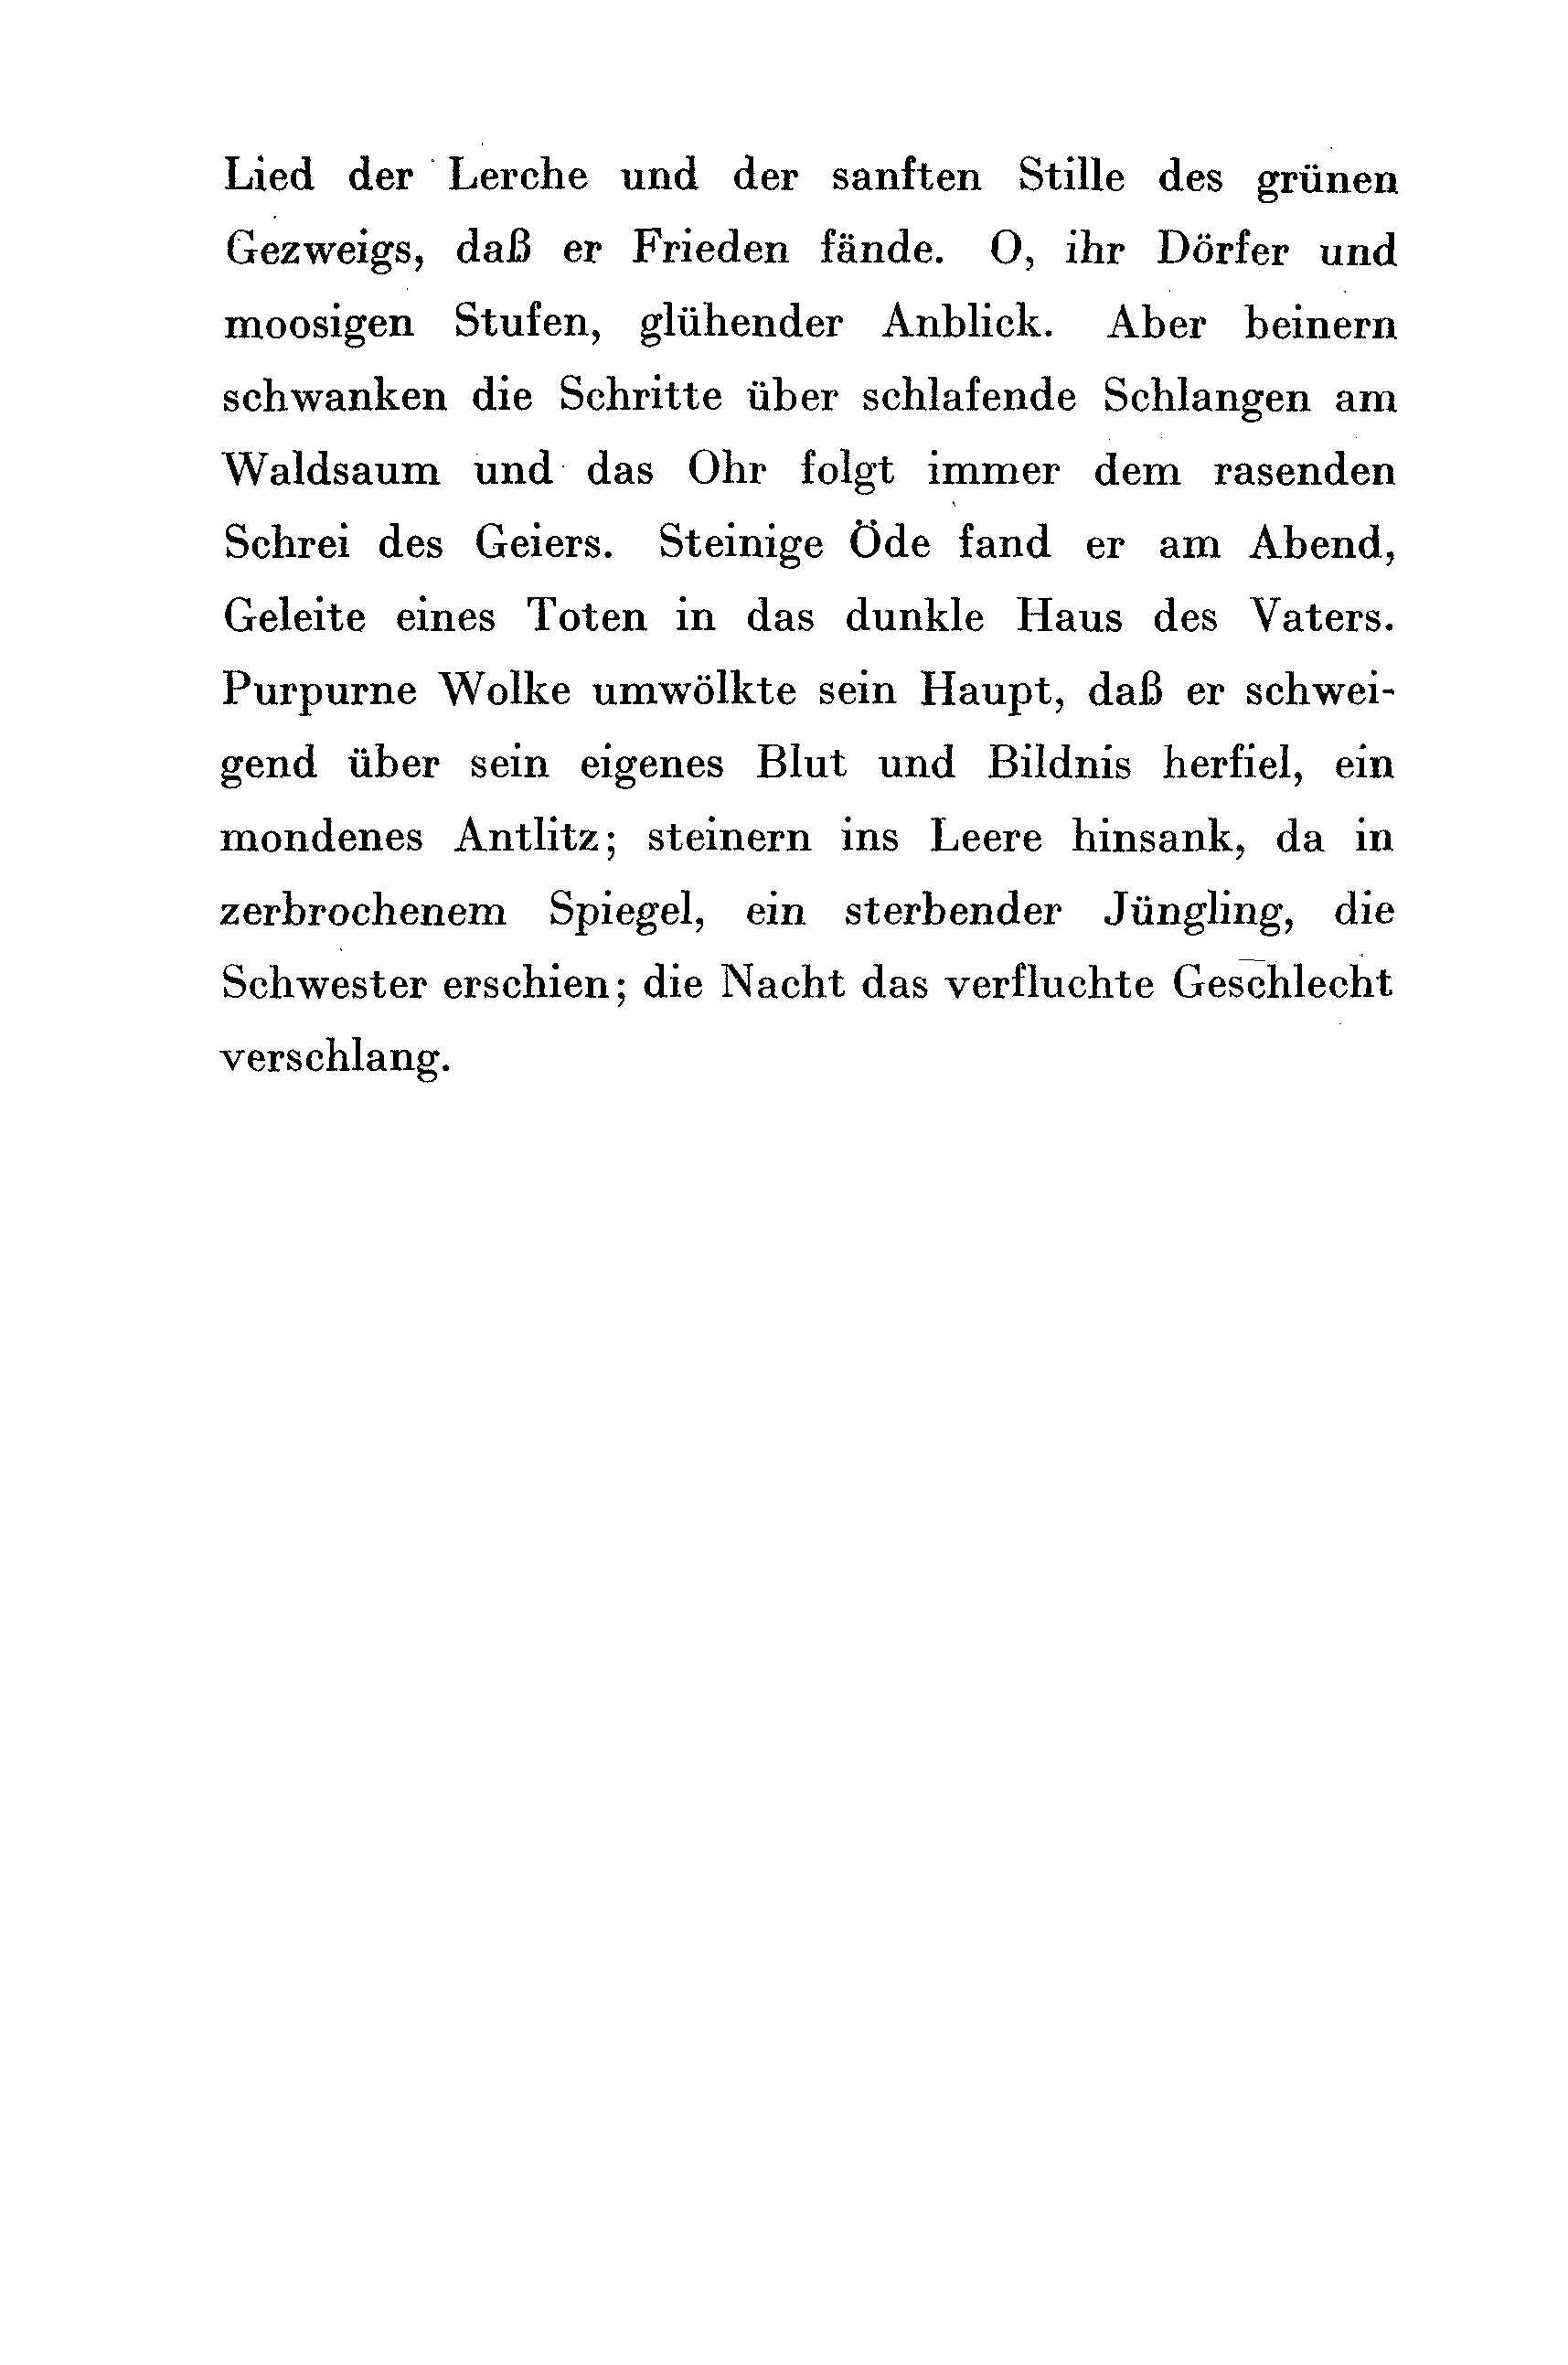 Lied der Lerche und der sanften Stille des grünen
Gezweigs, daß er Frieden fände. O, ihr Dörfer und
moosigen Stufen, glühender Anblick. Aber beinern
schwanken die Schritte über schlafende Schlangen am
Waldsaum und das Ohr folgt immer dem rasenden
Schrei des Geiers. Steinige Öde fand er am Abend,
Geleite eines Toten in das dunkle Haus des Vaters.
Purpurne Wolke umwölkte sein Haupt, daß er schwei-
gend über sein eigenes Blut und Bildnis herfiel, ein
mondenes Antlitz; steinern ins Leere hinsank, da in
zerbrochenem Spiegel, ein sterbender Jüngling, die
Schwester erschien; die Nacht das verfluchte Geschlecht
verschlang.